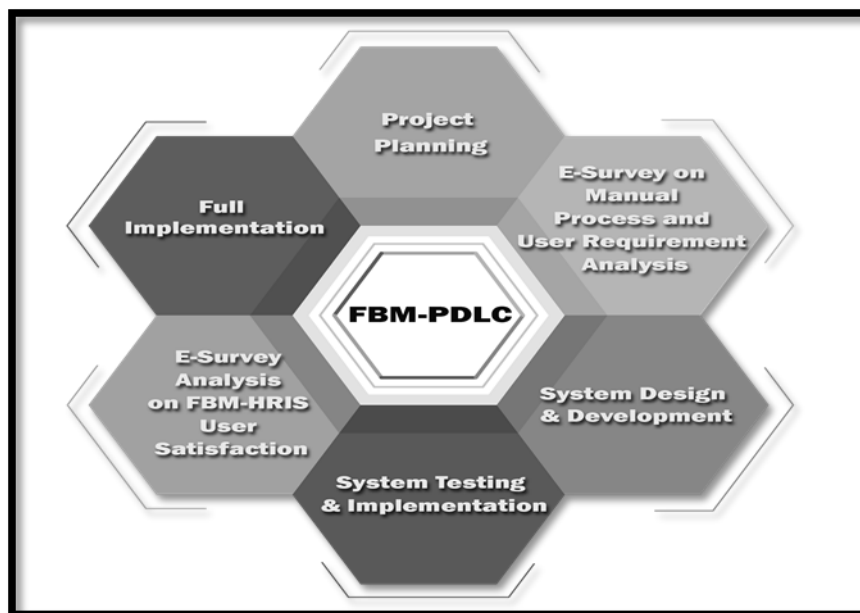 Project
Planning
E-Survey on
Manual
Process and
User Requirement
Analysis
Full
Implementation
FBM-PDLC
E-Survey
Analysis
on FBM-HRIS
User
Satisfaction
System Design
& Development
System Testing
& Implementation